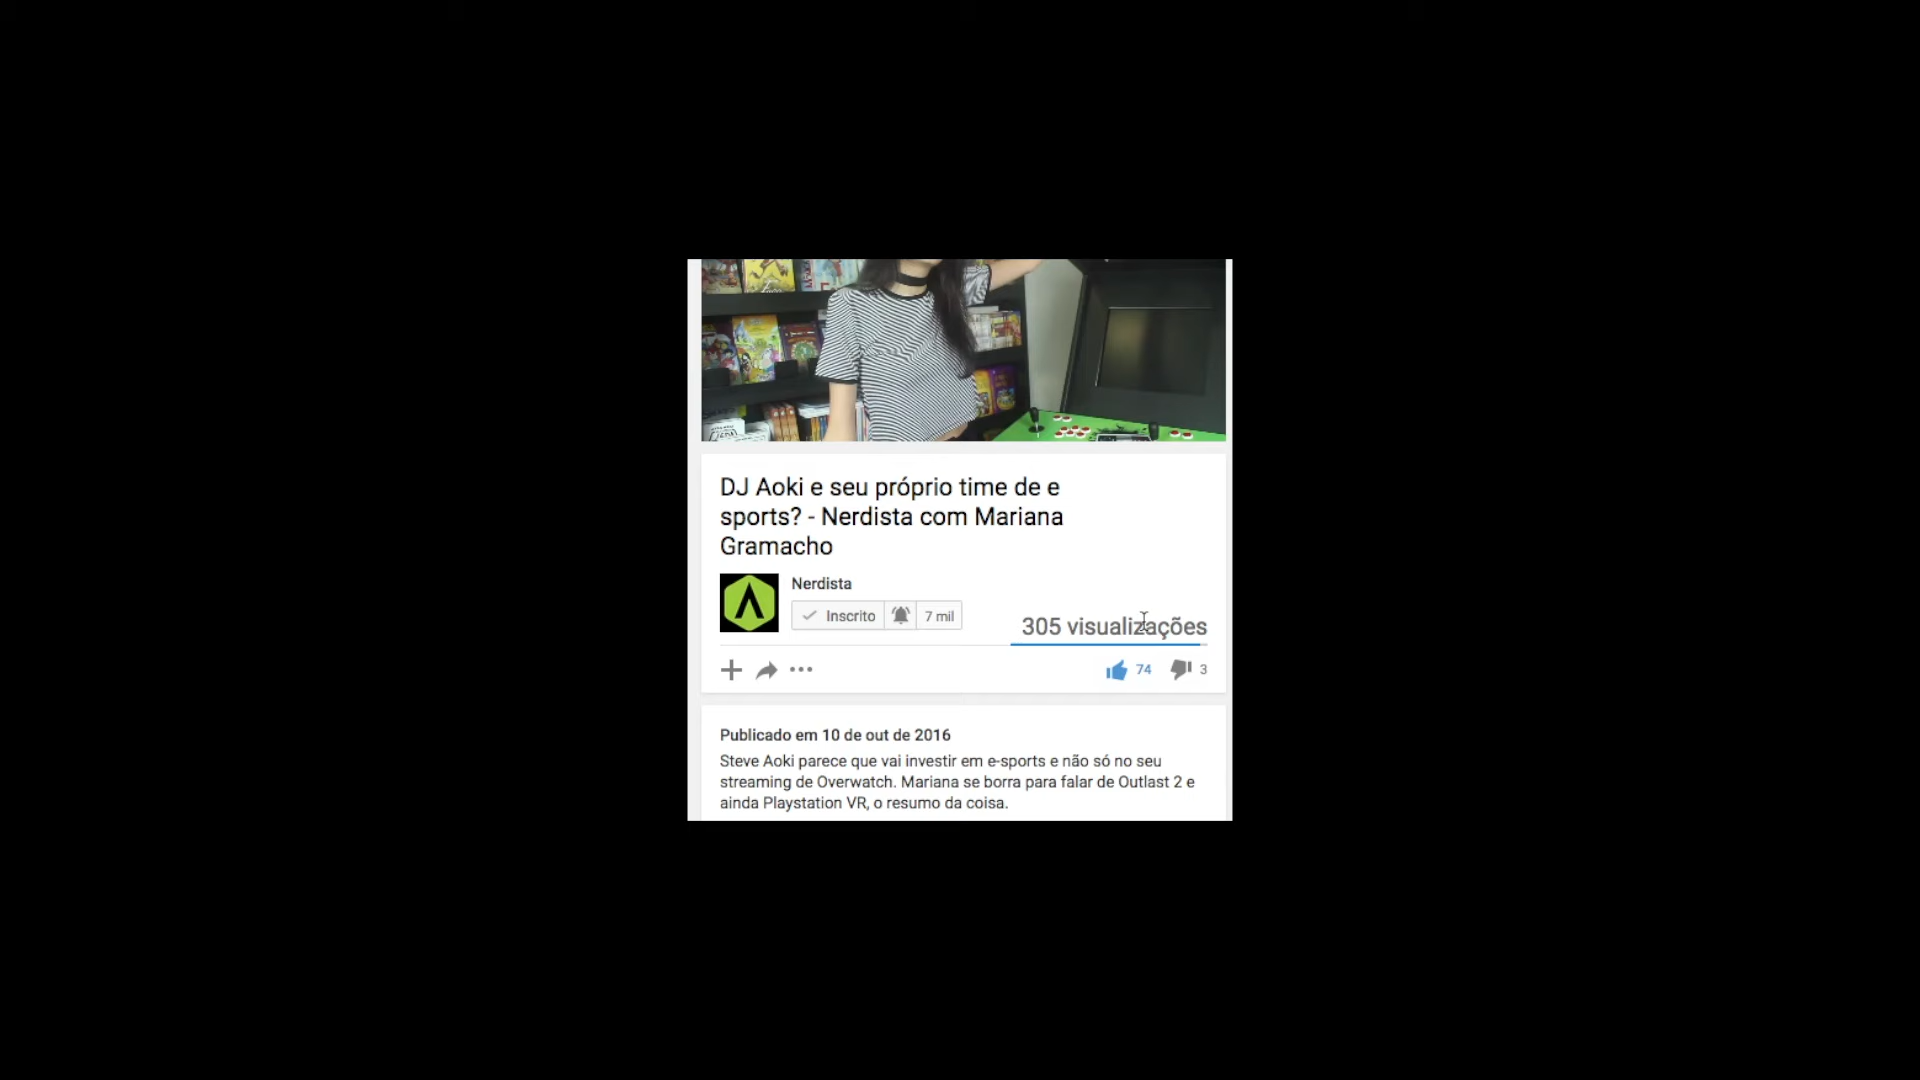 DJ Aoki e seu próprio time de e
sports? - Nerdista com Mariana
Gramacho
Nerdista
Inscrito 7 mil
305 visualizações
74 3
Publicado em 10 de out de 2016
Steve Aoki parece que vai investir em e-sports e não só no seu
streaming de Overwatch. Mariana se borra para falar de Outlast 2 e
ainda Playstation VR, o resumo da coisa.